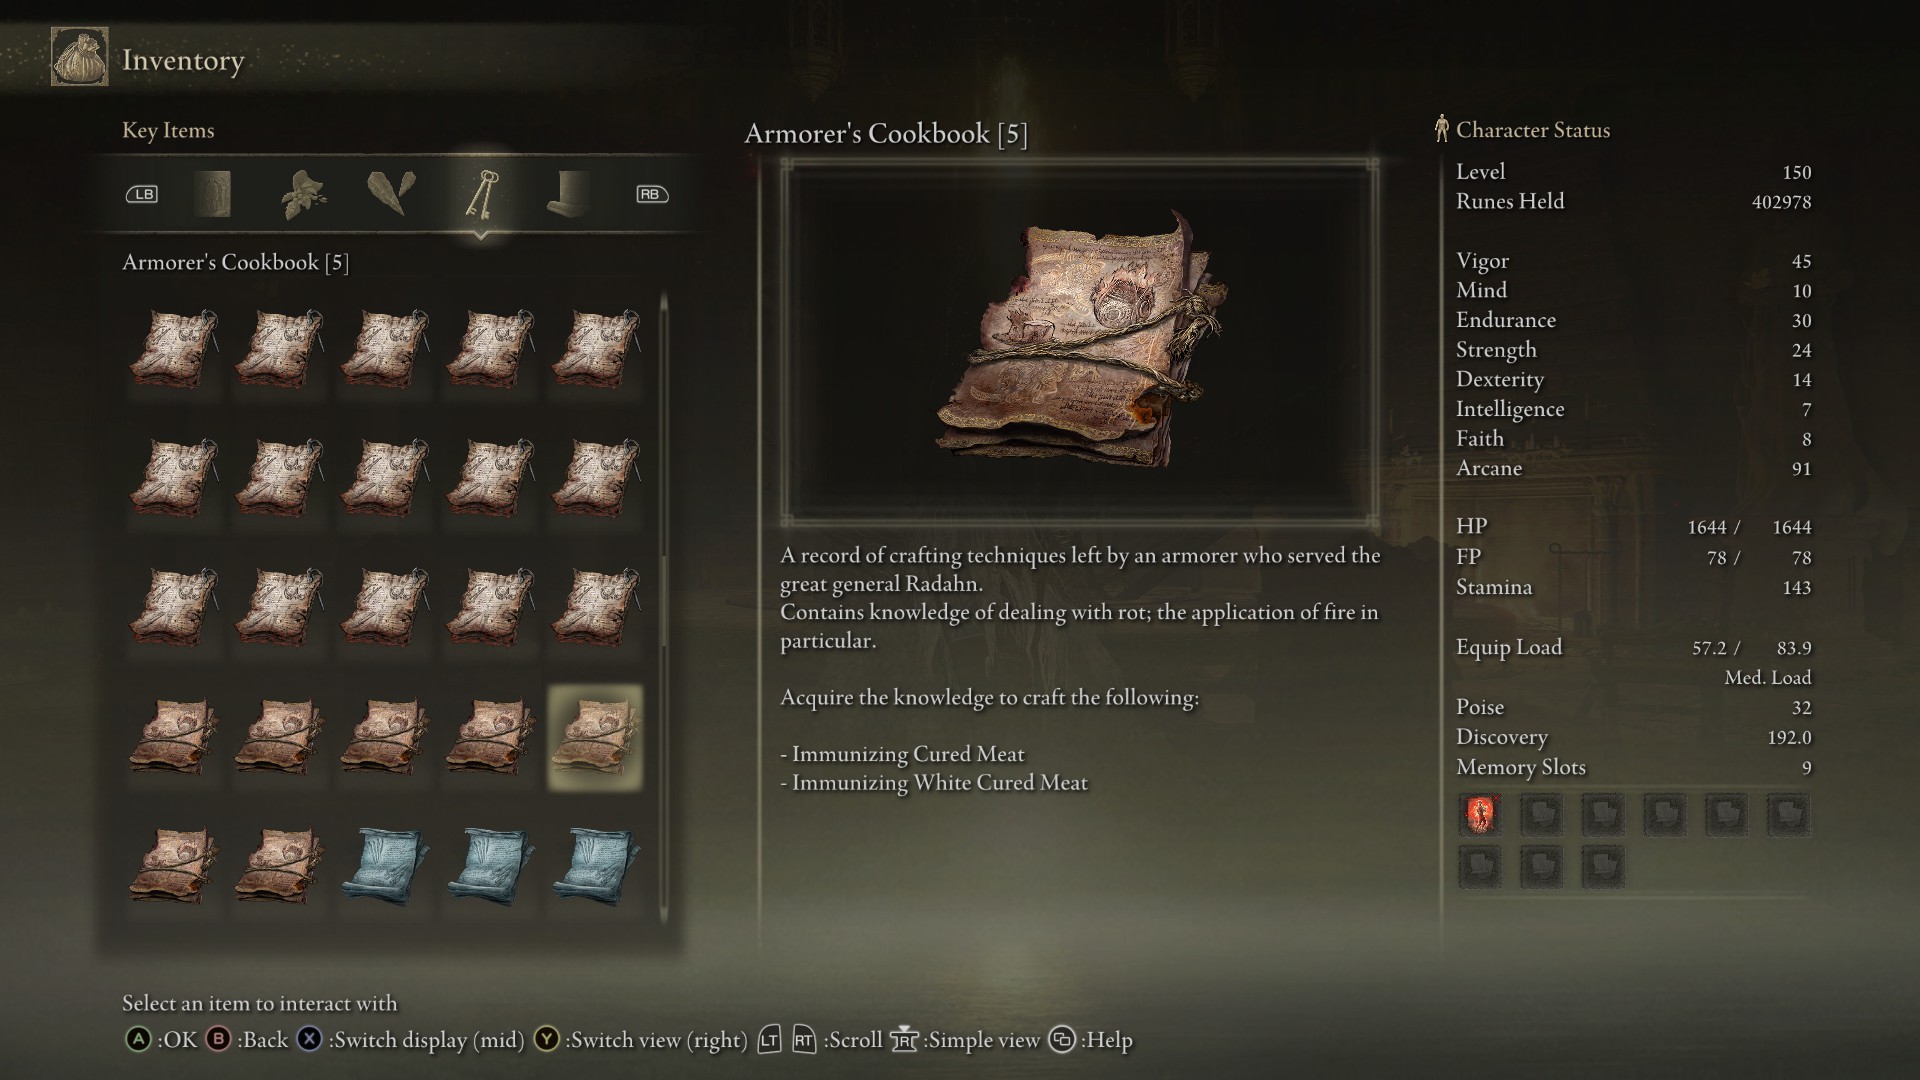 Inventory
Key Items
LB
RB
Armorer's Cookbook [5]
Armorer's Cookbook [5]
A record of crafting techniques left by an armorer who served the
great general Radahn.
Contains knowledge of dealing with rot; the application of fire in
particular.
Acquire the knowledge to craft the following:
- Immunizing Cured Meat
- Immunizing White Cured Meat
Character Status
Level 150
Runes Held 402978
Vigor 45
Mind 10
Endurance 30
Strength 24
Dexterity 14
Intelligence 7
Faith 8
Arcane 91
HP 1644 / 1644
FP 78 / 78
Stamina 143
Equip Load 57.2 / 83.9
Med. Load
Poise 32
Discovery 192.0
Memory Slots 9
Select an item to interact with
A :OK B :Back X :Switch display (mid) Y :Switch view (right) LT RT :Scroll R :Simple view :Help